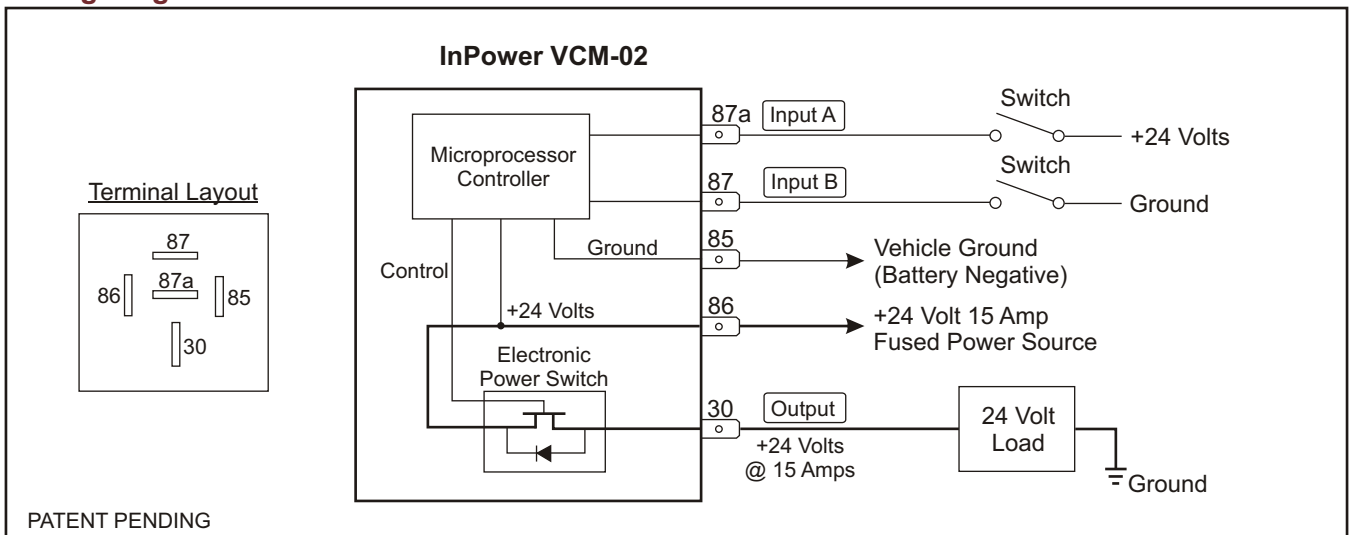 InPower VCM-02
Terminal Layout
87
86
87a
85
30
Microprocessor
Controller
Control
Ground
+24 Volts
Electronic
Power Switch
87a
Input A
Switch
+24 Volts
87
Input B
Switch
Ground
85
Vehicle Ground
(Battery Negative)
86
+24 Volt 15 Amp
Fused Power Source
30
Output
+24 Volts
@ 15 Amps
24 Volt
Load
Ground
PATENT PENDING